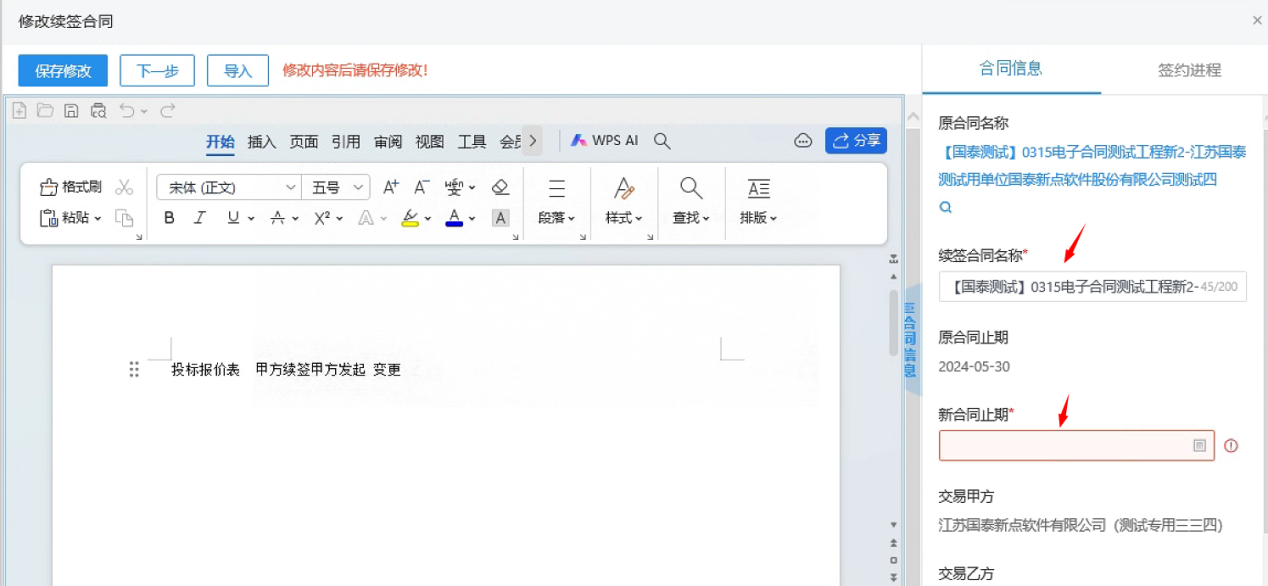 修改续签合同
保存修改 下一步 导入 修改内容后请保存修改！
合同信息 签约进程
开始 插入 页面 引用 审阅 视图 工具 会员 WPS AI 分享
格式刷 宋体 (正文) 五号
粘贴 段落 样式 查找 排版
投标报价表 甲方续签甲方发起 变更
合同信息
原合同名称
【国泰测试】0315电子合同测试工程新2-江苏国泰
测试用单位国泰新点软件股份有限公司测试四
续签合同名称*
【国泰测试】0315电子合同测试工程新2- 45/200
原合同止期
2024-05-30
新合同止期*
交易甲方
江苏国泰新点软件有限公司（测试专用三三四）
交易乙方